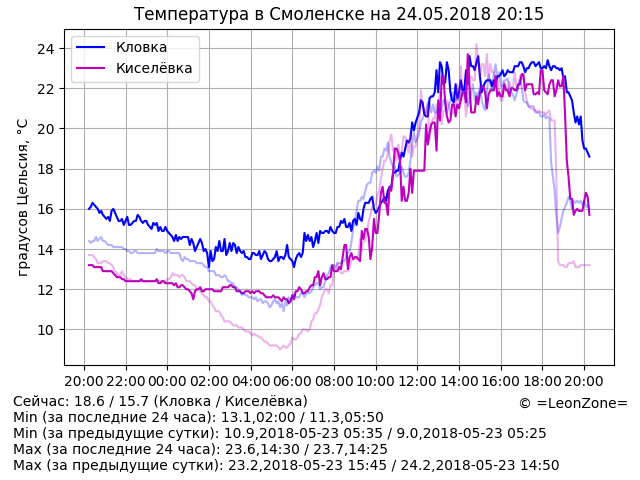 Температура в Смоленске на 24.05.2018 20:15
градусов Цельсия, °C
24
22
20
18
16
14
12
10
Кловка
Киселёвка
20:00 22:00 00:00 02:00 04:00 06:00 08:00 10:00 12:00 14:00 16:00 18:00 20:00
Сейчас: 18.6 / 15.7 (Кловка / Киселёвка)
© =LeonZone=
Min (за последние 24 часа): 13.1,02:00 / 11.3,05:50
Min (за предыдущие сутки): 10.9,2018-05-23 05:35 / 9.0,2018-05-23 05:25
Max (за последние 24 часа): 23.6,14:30 / 23.7,14:25
Max (за предыдущие сутки): 23.2,2018-05-23 15:45 / 24.2,2018-05-23 14:50